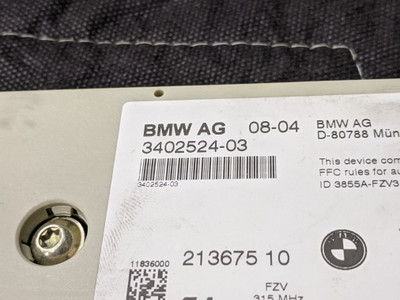 BMW AG 08-04
3402524-03
3402524-03
BMW AG
D-80788 Mün
This device com
FFC rules for au
ID 3855A-FZV3
11836000
213675 10
FZV
315 MHz